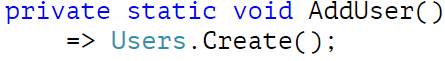 private static void AddUser()
    => Users.Create();